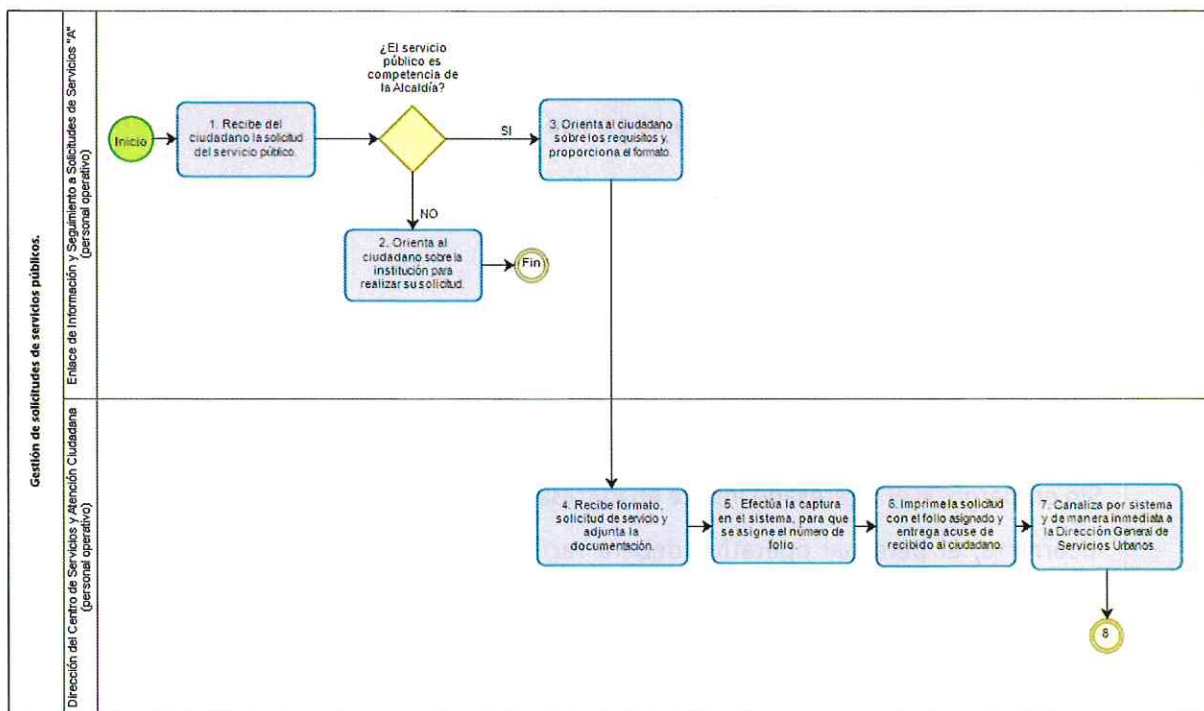 Gestión de solicitudes de servicios públicos.
Enlace de Información y Seguimiento a Solicitudes de Servicios "A"
(personal operativo)
Inicio
1. Recibe del
ciudadano la solicitud
del servicio público.
¿El servicio
público es
competencia de
la Alcaldía?
SI
3. Orienta al ciudadano
sobre los requisitos y,
proporciona el formato.
NO
2. Orienta al
ciudadano sobre la
institución para
realizar su solicitud.
Fin
Dirección del Centro de Servicios y Atención Ciudadana
(personal operativo)
4. Recibe formato,
solicitud de servicio y
adjunta la
documentación.
5. Efectúa la captura
en el sistema, para que
se asigne el número de
folio.
6. Imprime la solicitud
con el folio asignado y
entrega acuse de
recibido al ciudadano.
7. Canaliza por sistema
y de manera inmediata a
la Dirección General de
Servicios Urbanos.
8